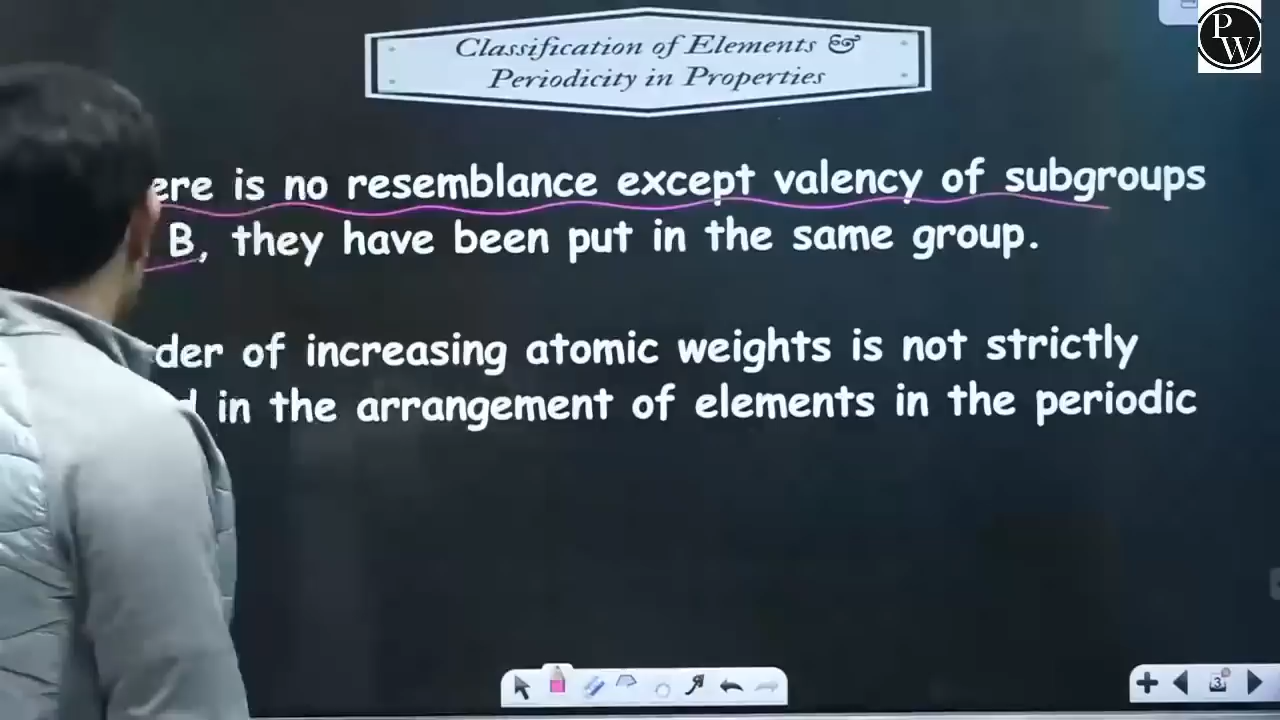 Classification of Elements &
Periodicity in Properties
P
W
ere is no resemblance except valency of subgroups
B, they have been put in the same group.
der of increasing atomic weights is not strictly
d in the arrangement of elements in the periodic
3